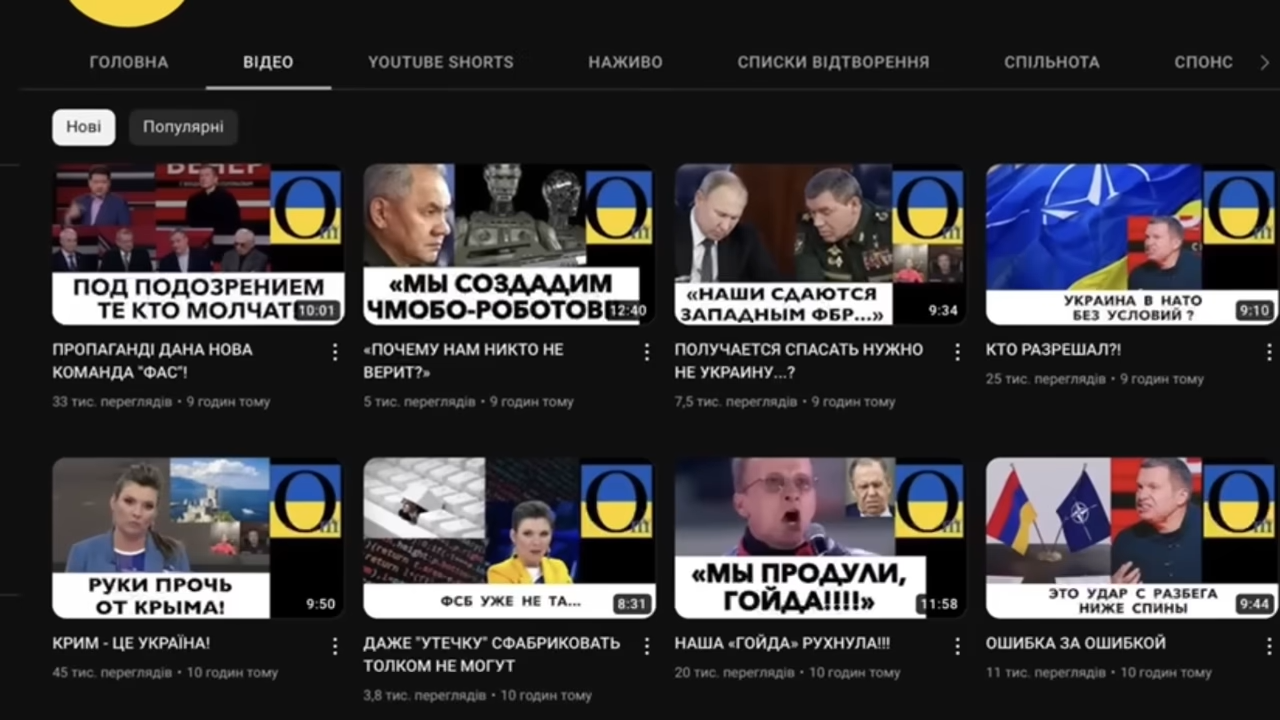 ГОЛОВНА ВІДЕО YOUTUBE SHORTS НАЖИВО СПИСКИ ВІДТВОРЕННЯ СПІЛЬНОТА СПОНС
Нові Популярні
ВЕЧЕР
O
ПОД ПОДОЗРЕНИЕМ
ТЕ КТО МОЛЧАТ
10:01
ПРОПАГАНДІ ДАНА НОВА
КОМАНДА "ФАС"!
33 тис. переглядів • 9 годин тому
O
«МЫ СОЗДАДИМ
ЧМОБО-РОБОТОВ
12:40
«ПОЧЕМУ НАМ НИКТО НЕ
ВЕРИТ?»
5 тис. переглядів • 9 годин тому
O
«НАШИ СДАЮТСЯ
ЗАПАДНЫМ ФБР...»
9:34
ПОЛУЧАЕТСЯ СПАСАТЬ НУЖНО
НЕ УКРАИНУ...?
7,5 тис. переглядів • 9 годин тому
O
УКРАИНА В НАТО
БЕЗ УСЛОВИЙ ?
9:10
КТО РАЗРЕШАЛ?!
25 тис. переглядів • 9 годин тому
O
РУКИ ПРОЧЬ
ОТ КРЫМА!
9:50
КРИМ - ЦЕ УКРАЇНА!
45 тис. переглядів • 10 годин тому
O
ФСБ УЖЕ НЕ ТА...
8:31
ДАЖЕ "УТЕЧКУ" СФАБРИКОВАТЬ
ТОЛКОМ НЕ МОГУТ
3,8 тис. переглядів • 10 годин тому
O
«МЫ ПРОДУЛИ,
ГОЙДА!!!!»
11:58
НАША «ГОЙДА» РУХНУЛА!!!
20 тис. переглядів • 10 годин тому
O
ЭТО УДАР С РАЗБЕГА
НИЖЕ СПИНЫ
9:44
ОШИБКА ЗА ОШИБКОЙ
11 тис. переглядів • 10 годин тому